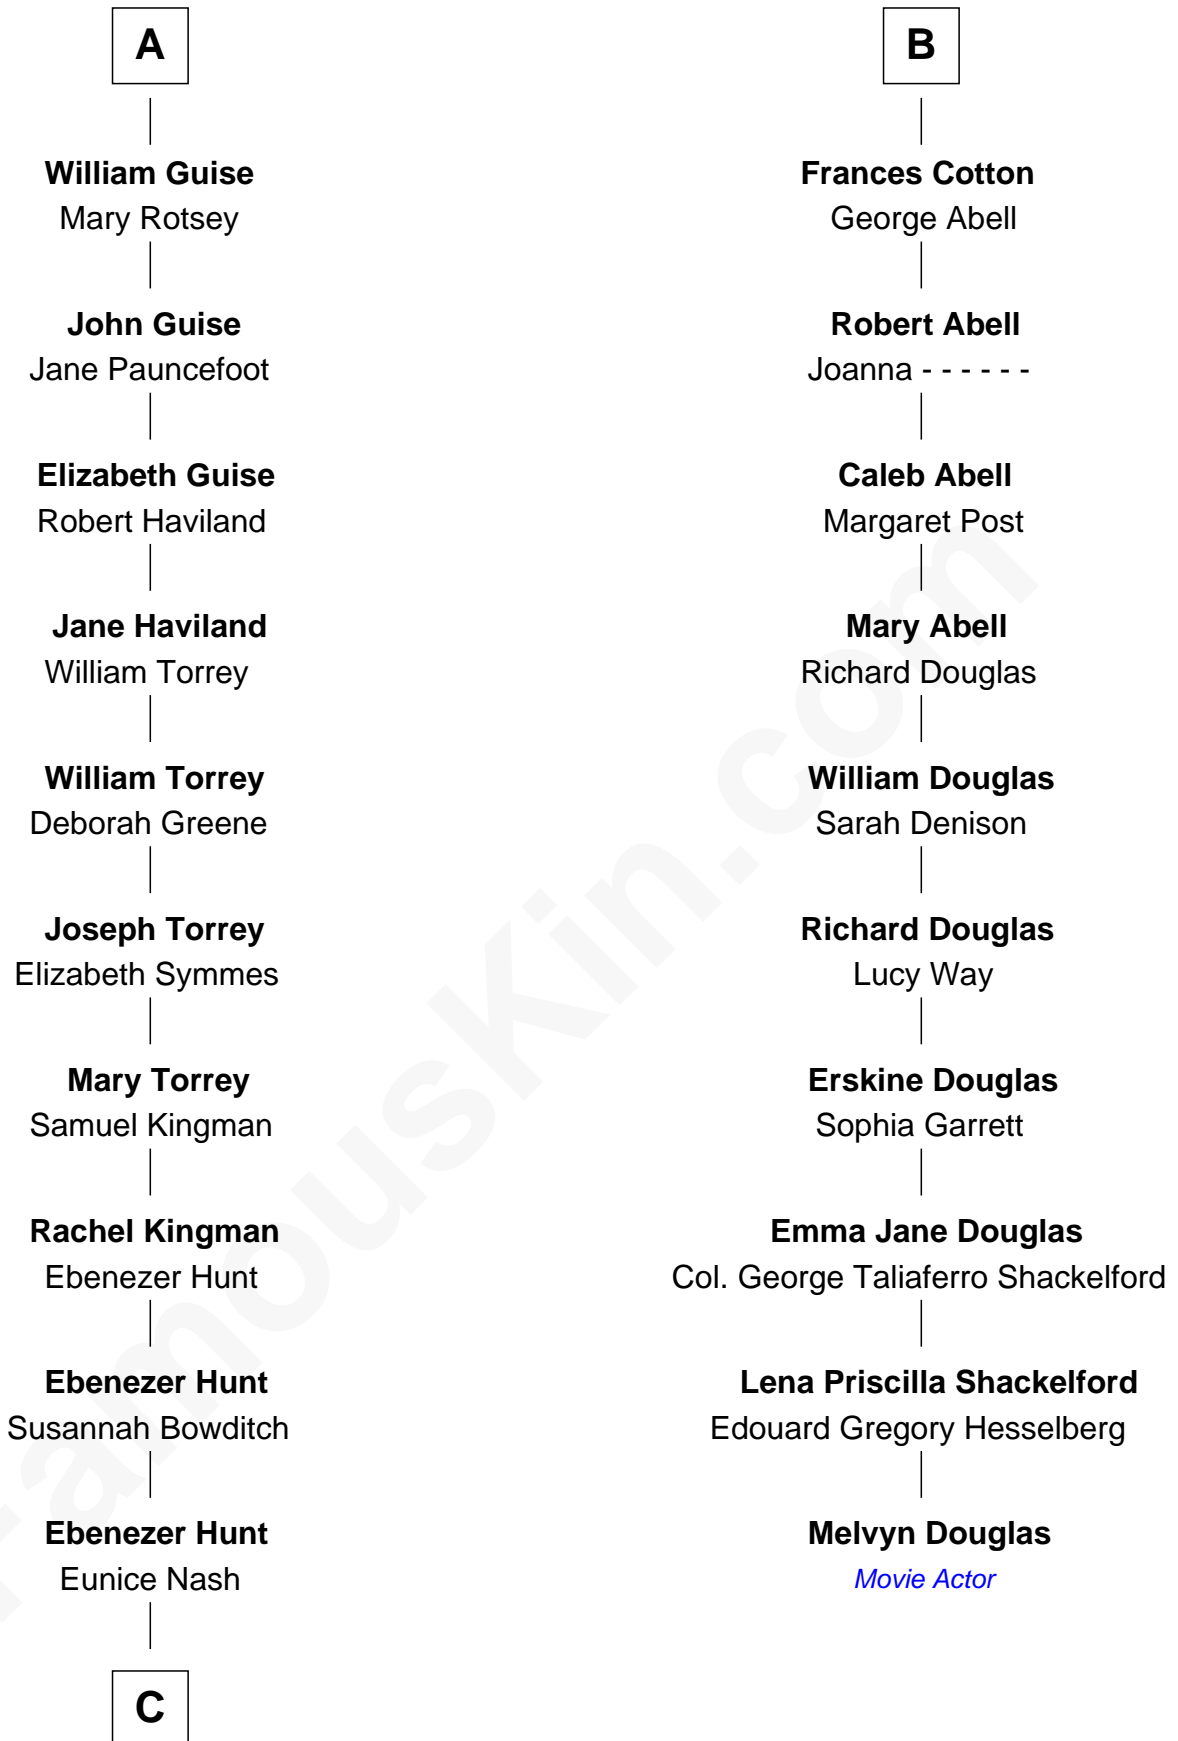 A
William Guise
Mary Rotsey
John Guise
Jane Pauncefoot
Elizabeth Guise
Robert Haviland
Jane Haviland
William Torrey
William Torrey
Deborah Greene
Joseph Torrey
Elizabeth Symmes
Mary Torrey
Samuel Kingman
Rachel Kingman
Ebenezer Hunt
Ebenezer Hunt
Susannah Bowditch
Ebenezer Hunt
Eunice Nash
C
B
Frances Cotton
George Abell
Robert Abell
Joanna - - - - - -
Caleb Abell
Margaret Post
Mary Abell
Richard Douglas
William Douglas
Sarah Denison
Richard Douglas
Lucy Way
Erskine Douglas
Sophia Garrett
Emma Jane Douglas
Col. George Taliaferro Shackelford
Lena Priscilla Shackelford
Edouard Gregory Hesselberg
Melvyn Douglas
Movie Actor
FamousKin.com